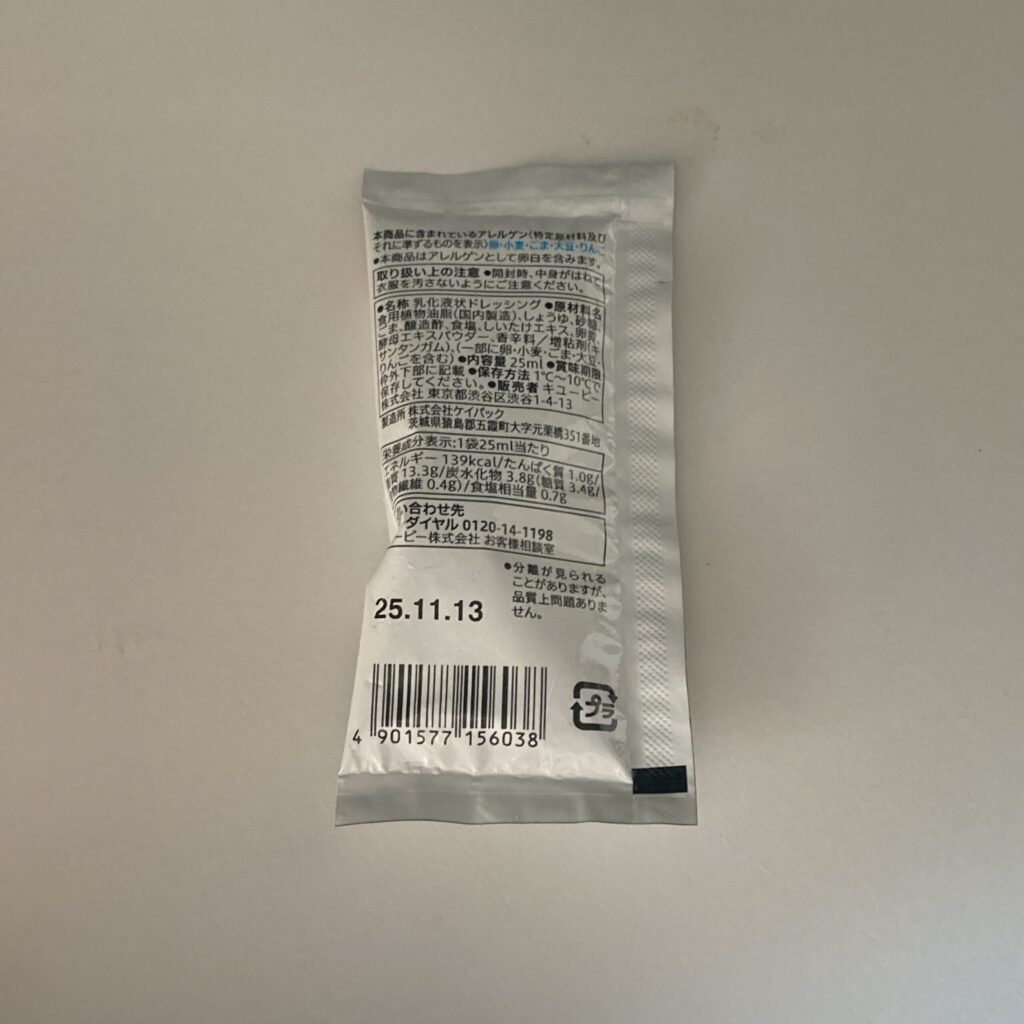 本商品に含まれているアレルゲン(特定原材料及び
それに準ずるものを表示)卵・小麦・ごま・大豆・りんご
●本商品はアレルゲンとして卵白を含みます。
取り扱い上の注意 ●開封時、中身がはねて
衣服を汚さないようにご注意ください。
●名称 乳化液状ドレッシング ●原材料名
食用植物油脂(国内製造)、しょうゆ、砂糖、
ごま、醸造酢、食塩、しいたけエキス、卵黄、
酵母エキスパウダー、香辛料/増粘剤(キ
サンタンガム)、(一部に卵・小麦・ごま・大豆・
りんごを含む) ●内容量 25ml ●賞味期限
枠外下部に記載 ●保存方法 1℃~10℃で
保存してください。 ●販売者 キユーピー
株式会社 東京都渋谷区渋谷1-4-13
製造所 株式会社ケイパック
茨城県猿島郡五霞町大字元栗橋351番地
栄養成分表示:1袋25ml当たり
エネルギー 139kcal/たんぱく質 1.0g/
質 13.3g/炭水化物 3.8g(糖質 3.4g/
物繊維 0.4g)/食塩相当量 0.7g
い合わせ先
ダイヤル 0120-14-1198
ーピー株式会社 お客様相談室
●分離が見られる
ことがありますが、
品質上問題ありま
せん。
25.11.13
4 901577 156038
プラ